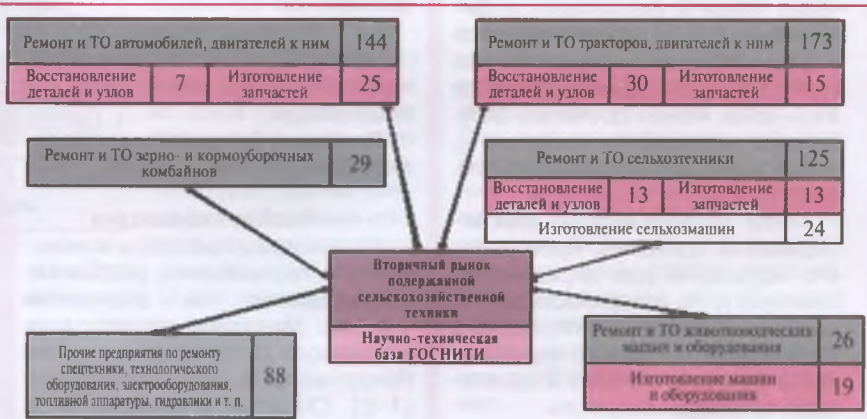 Ремонт и ТО автомобилей, двигателей к ним 144
Восстановление деталей и узлов 7 Изготовление запчастей 25
Ремонт и ТО тракторов, двигателей к ним 173
Восстановление деталей и узлов 30 Изготовление запчастей 15
Ремонт и ТО зерно- и кормоуборочных
комбайнов
29
Ремонт и ТО сельхозтехники 125
Восстановление деталей и узлов 13 Изготовление запчастей 13
Изготовление сельхозмашин 24
Вторичный рынок
подержанной
сельскохозяйственной
техники
Научно-техническая
база ГОСНИТИ
Прочие предприятия по ремонту
спецтехники, технологического
оборудования, электрооборудования,
топливной аппаратуры, гидравлики и т. п.
88
Ремонт и ТО животноводческих
машин и оборудования
26
Изготовление машин
и оборудования
19